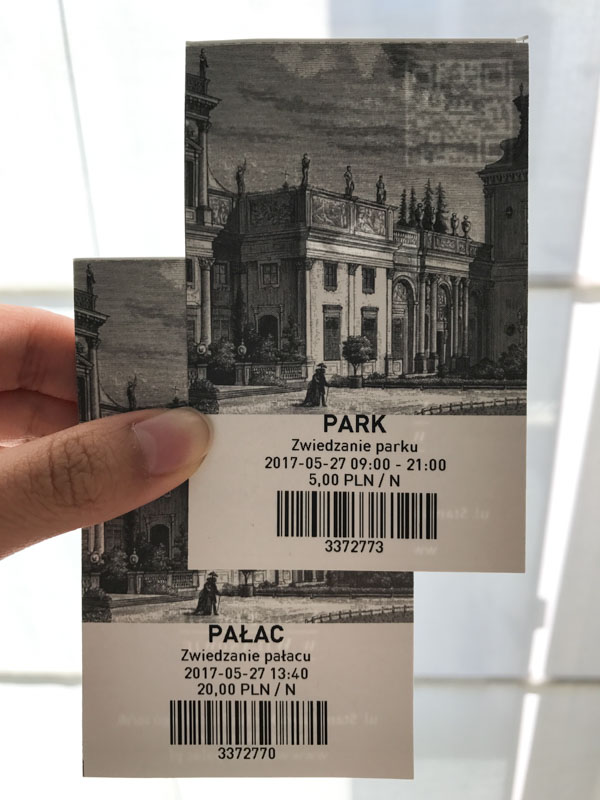 PARK
Zwiedzanie parku
2017-05-27 09:00 - 21:00
5,00 PLN / N
3372773
PAŁAC
Zwiedzanie pałacu
2017-05-27 13:40
20,00 PLN / N
3372770